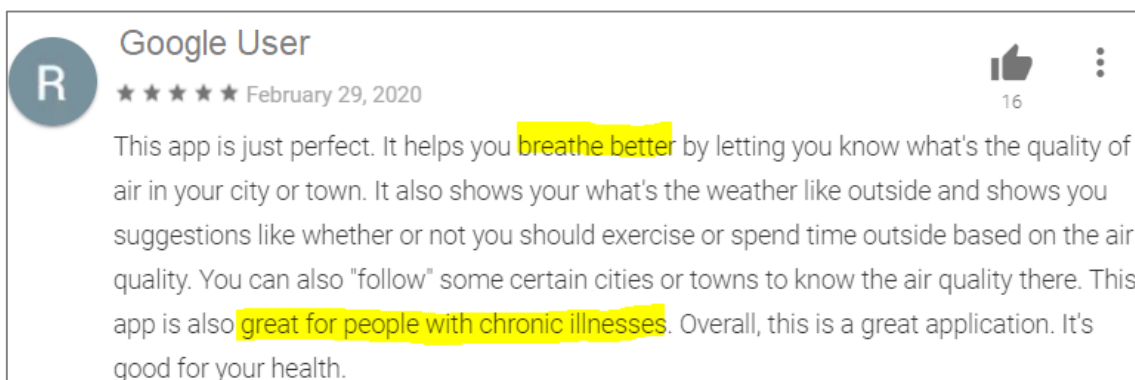 Google User
R
★★★★★ February 29, 2020
16
This app is just perfect. It helps you breathe better by letting you know what's the quality of
air in your city or town. It also shows your what's the weather like outside and shows you
suggestions like whether or not you should exercise or spend time outside based on the air
quality. You can also "follow" some certain cities or towns to know the air quality there. This
app is also great for people with chronic illnesses. Overall, this is a great application. It's
good for your health.